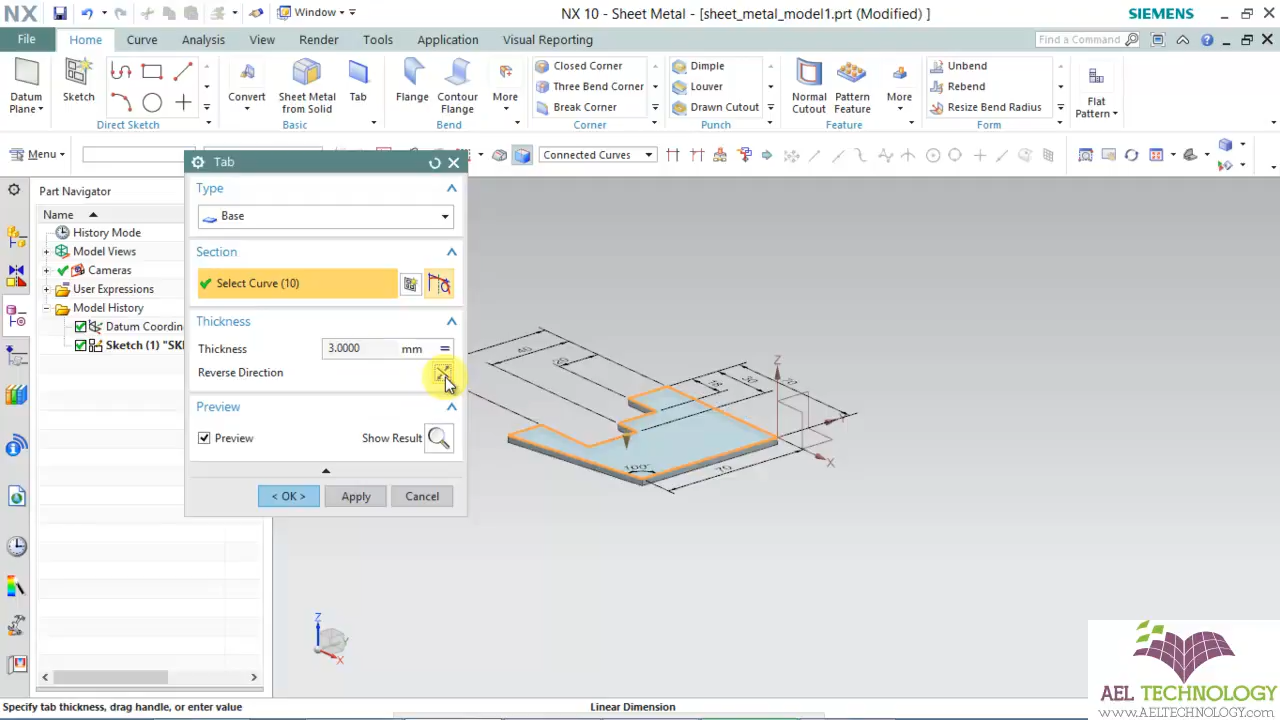 NX
Window
NX 10 - Sheet Metal - [sheet_metal_model1.prt (Modified) ]
SIEMENS
File
Home
Curve
Analysis
View
Render
Tools
Application
Visual Reporting
Find a Command
Datum
Plane
Sketch
Direct Sketch
Convert
Sheet Metal
from Solid
Tab
Basic
Flange
Contour
Flange
More
Bend
Closed Corner
Three Bend Corner
Break Corner
Corner
Dimple
Louver
Drawn Cutout
Punch
Normal
Cutout
Pattern
Feature
More
Feature
Unbend
Rebend
Resize Bend Radius
Form
Flat
Pattern
Menu
Connected Curves
Part Navigator
Name
History Mode
Model Views
Cameras
User Expressions
Model History
Datum Coordin
Sketch (1) "SKE
Tab
Type
Base
Section
Select Curve (10)
Thickness
Thickness
3.0000
mm
Reverse Direction
Preview
Preview
Show Result
< OK >
Apply
Cancel
40
70
70
100°
Z
X
Z
X
Specify tab thickness, drag handle, or enter value
Linear Dimension
AEL TECHNOLOGY
www.AELTECHNOLOGY.com